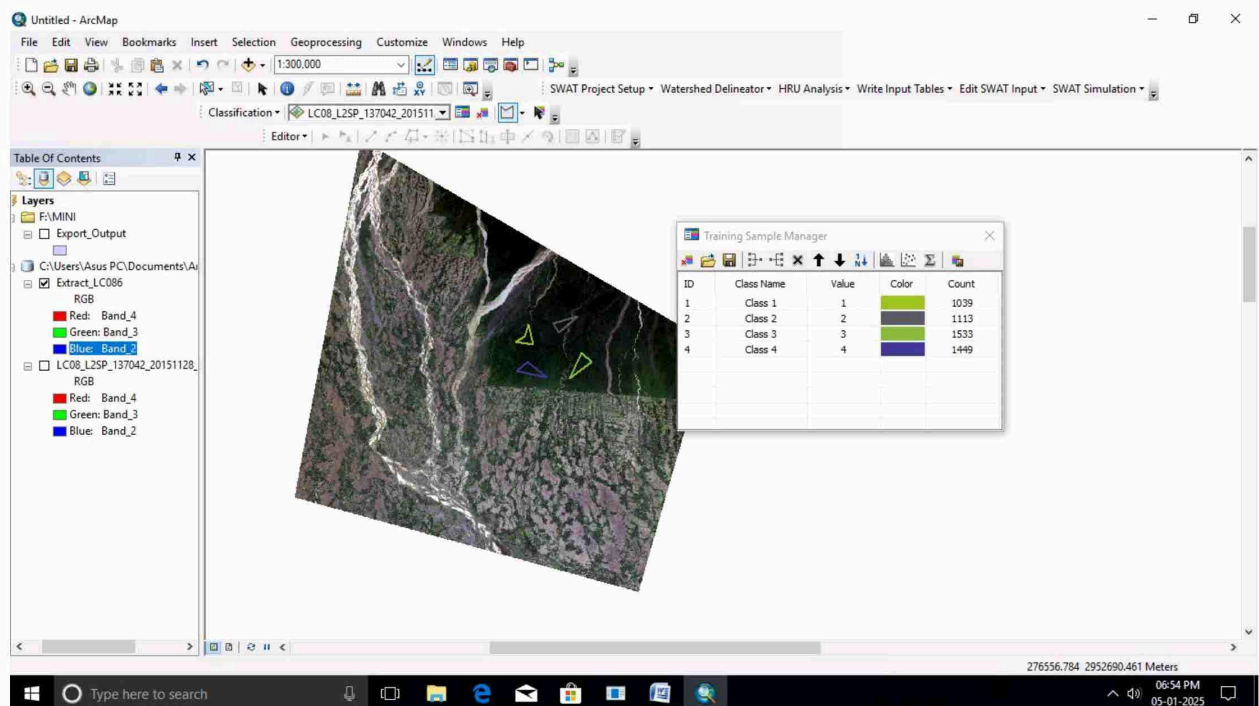 Untitled - ArcMap
File Edit View Bookmarks Insert Selection Geoprocessing Customize Windows Help
1:300,000
SWAT Project Setup Watershed Delineator HRU Analysis Write Input Tables Edit SWAT Input SWAT Simulation
Classification LC08_L2SP_137042_201511
Editor
Table Of Contents
Layers
F:\MINI
Export_Output
C:\Users\Asus PC\Documents\Ar
Extract_LC086
RGB
Red: Band_4
Green: Band_3
Blue: Band_2
LC08_L2SP_137042_20151128_
RGB
Red: Band_4
Green: Band_3
Blue: Band_2
Training Sample Manager
ID Class Name Value Color Count
1 Class 1 1 1039
2 Class 2 2 1113
3 Class 3 3 1533
4 Class 4 4 1449
276556.784 2952690.461 Meters
Type here to search
06:54 PM
05-01-2025